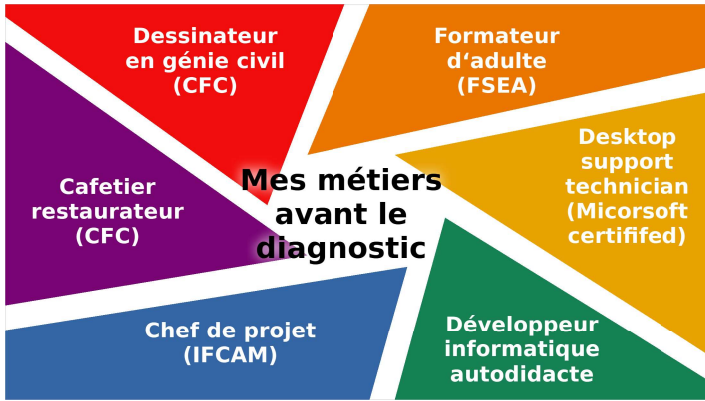 Dessinateur
en génie civil
(CFC)
Formateur
d‘adulte
(FSEA)
Desktop
support
technician
(Micorsoft
certififed)
Mes métiers
avant le
diagnostic
Cafetier
restaurateur
(CFC)
Chef de projet
(IFCAM)
Développeur
informatique
autodidacte